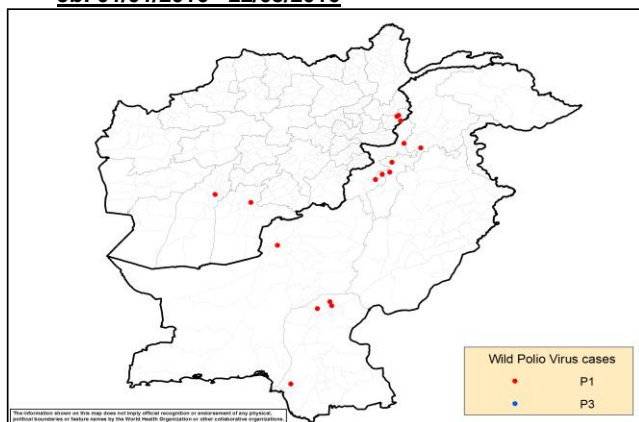 Wild Polio Virus cases
P1
P3
The information shown on this map does not imply official recognition or endorsement of any physical,
political boundaries or feature names by the World Health Organization or other collaborative organizations.